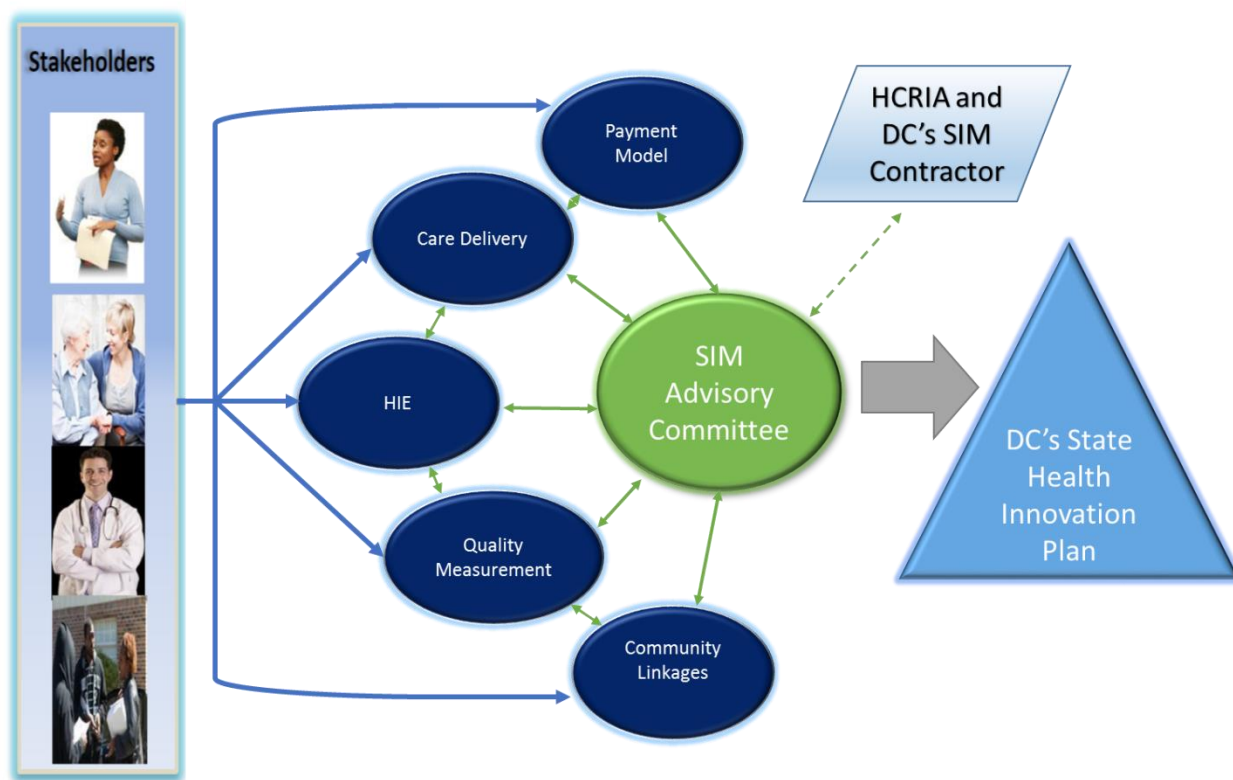 Stakeholders
Payment
Model
Care Delivery
HIE
Quality
Measurement
Community
Linkages
SIM
Advisory
Committee
HCRIA and
DC's SIM
Contractor
DC's State
Health
Innovation
Plan